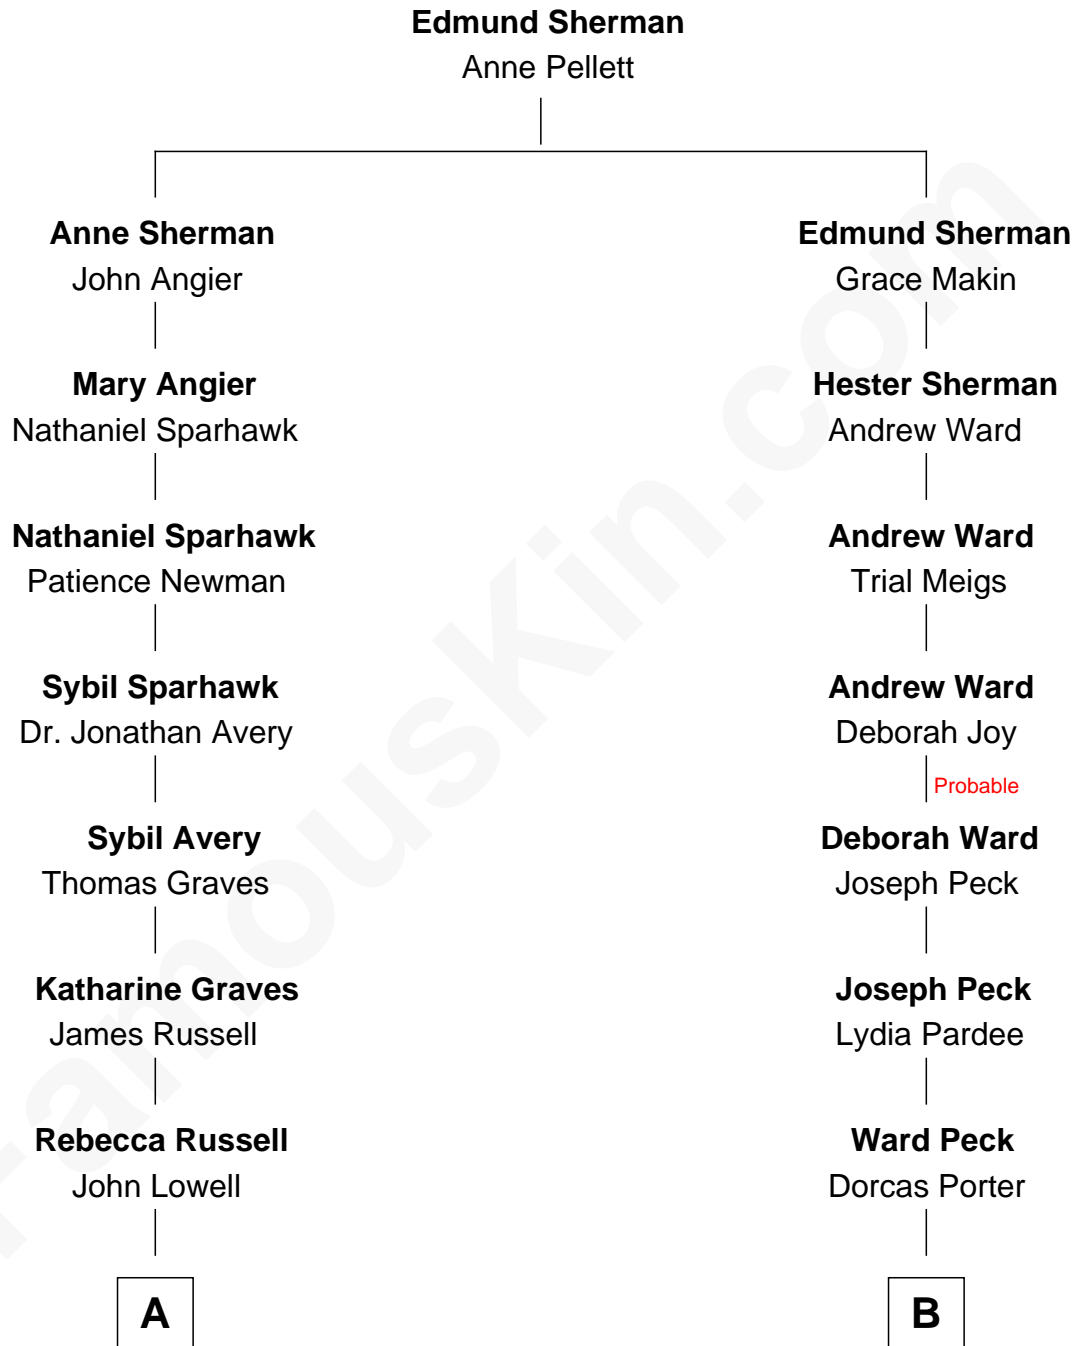 Edmund Sherman
Anne Pellett
Anne Sherman
John Angier
Mary Angier
Nathaniel Sparhawk
Nathaniel Sparhawk
Patience Newman
Sybil Sparhawk
Dr. Jonathan Avery
Sybil Avery
Thomas Graves
Katharine Graves
James Russell
Rebecca Russell
John Lowell
A
Edmund Sherman
Grace Makin
Hester Sherman
Andrew Ward
Andrew Ward
Trial Meigs
Andrew Ward
Deborah Joy
Probable
Deborah Ward
Joseph Peck
Joseph Peck
Lydia Pardee
Ward Peck
Dorcas Porter
B
FamousKin.com